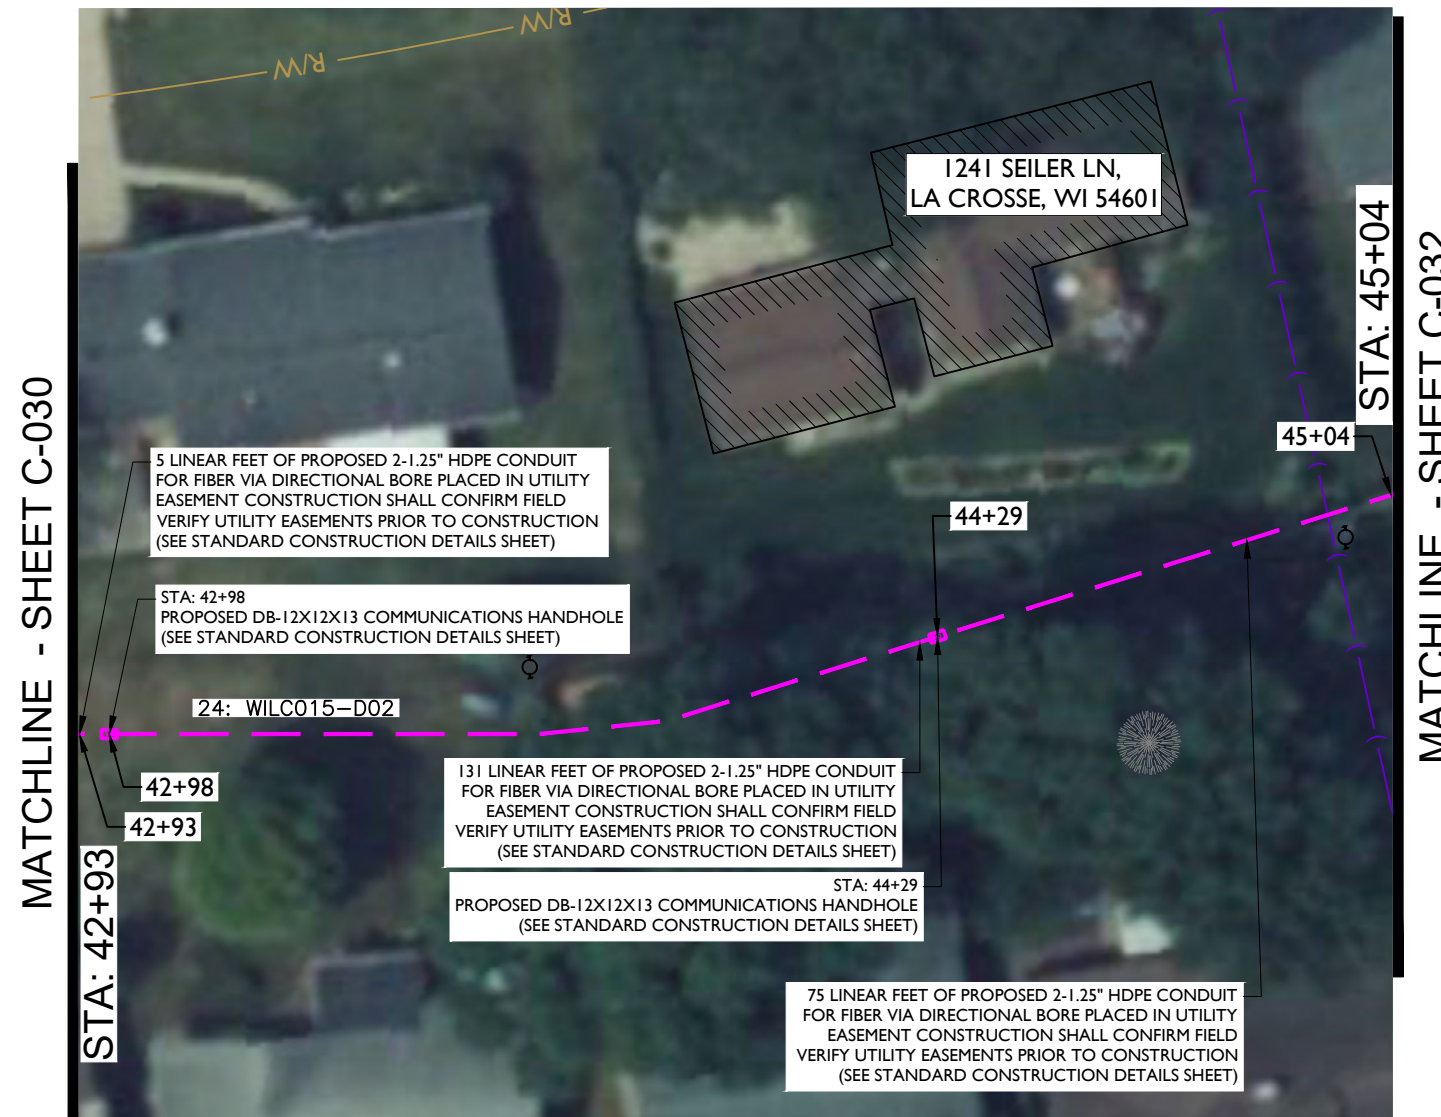 R/W
R/W
1241 SEILER LN,
LA CROSSE, WI 54601
STA: 45+04
MATCHLINE - SHEET C-032
MATCHLINE - SHEET C-030
45+04
5 LINEAR FEET OF PROPOSED 2-1.25" HDPE CONDUIT
FOR FIBER VIA DIRECTIONAL BORE PLACED IN UTILITY
EASEMENT CONSTRUCTION SHALL CONFIRM FIELD
VERIFY UTILITY EASEMENTS PRIOR TO CONSTRUCTION
(SEE STANDARD CONSTRUCTION DETAILS SHEET)
44+29
STA: 42+98
PROPOSED DB-12X12X13 COMMUNICATIONS HANDHOLE
(SEE STANDARD CONSTRUCTION DETAILS SHEET)
24: WILC015-D02
42+98
42+93
STA: 42+93
131 LINEAR FEET OF PROPOSED 2-1.25" HDPE CONDUIT
FOR FIBER VIA DIRECTIONAL BORE PLACED IN UTILITY
EASEMENT CONSTRUCTION SHALL CONFIRM FIELD
VERIFY UTILITY EASEMENTS PRIOR TO CONSTRUCTION
(SEE STANDARD CONSTRUCTION DETAILS SHEET)
STA: 44+29
PROPOSED DB-12X12X13 COMMUNICATIONS HANDHOLE
(SEE STANDARD CONSTRUCTION DETAILS SHEET)
75 LINEAR FEET OF PROPOSED 2-1.25" HDPE CONDUIT
FOR FIBER VIA DIRECTIONAL BORE PLACED IN UTILITY
EASEMENT CONSTRUCTION SHALL CONFIRM FIELD
VERIFY UTILITY EASEMENTS PRIOR TO CONSTRUCTION
(SEE STANDARD CONSTRUCTION DETAILS SHEET)